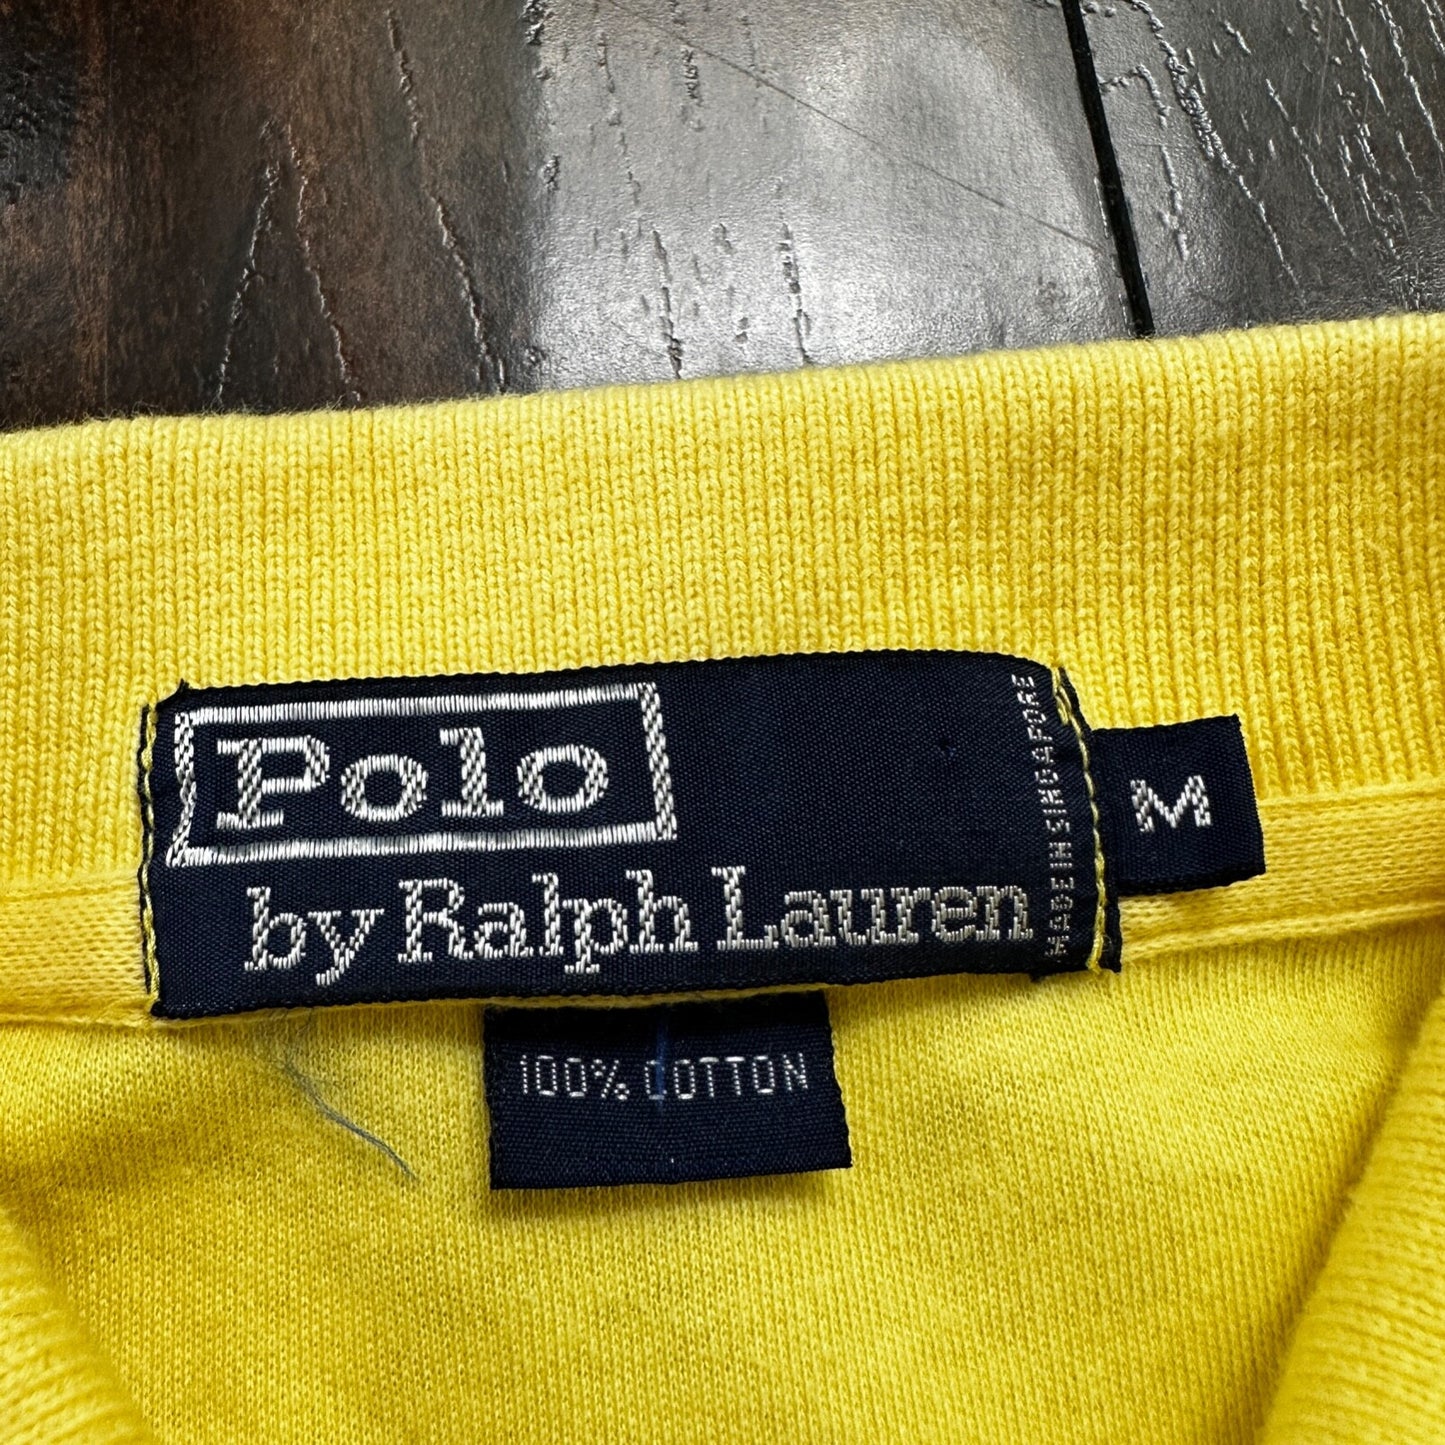 Polo
by Ralph Lauren
MADE IN SINGAPORE
M
100% COTTON